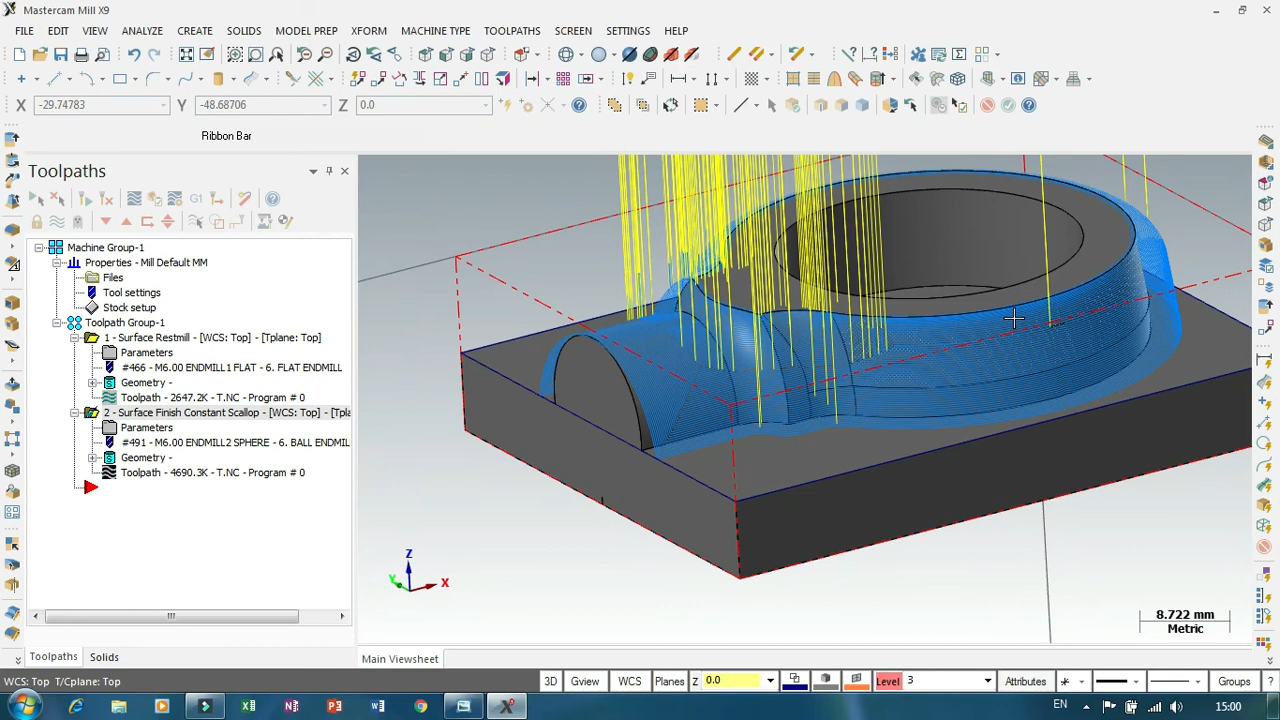 Mastercam Mill X9
FILE EDIT VIEW ANALYZE CREATE SOLIDS MODEL PREP XFORM MACHINE TYPE TOOLPATHS SCREEN SETTINGS HELP
X -29.74783 Y -48.68706 Z 0.0
Ribbon Bar
Toolpaths
G1
Machine Group-1
Properties - Mill Default MM
Files
Tool settings
Stock setup
Toolpath Group-1
1 - Surface Restmill - [WCS: Top] - [Tplane: Top]
Parameters
#466 - M6.00 ENDMILL1 FLAT - 6. FLAT ENDMILL
Geometry -
Toolpath - 2647.2K - T.NC - Program # 0
2 - Surface Finish Constant Scallop - [WCS: Top] - [Tpla
Parameters
#491 - M6.00 ENDMILL2 SPHERE - 6. BALL ENDMIL
Geometry -
Toolpath - 4690.3K - T.NC - Program # 0
Z
Y
X
8.722 mm
Metric
Toolpaths Solids
Main Viewsheet
WCS: Top T/Cplane: Top
3D Gview WCS Planes Z 0.0 Level 3 Attributes Groups
EN 15:00